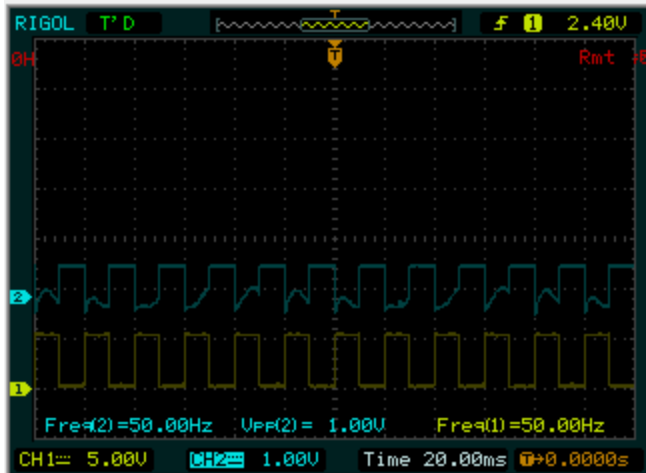 RIGOL T'D T 1 2.40V
0H T Rmt
2
1
Freq(2)=50.00Hz Vpp(2)= 1.00V Freq(1)=50.00Hz
CH1 5.00V CH2 1.00V Time 20.00ms T→0.0000s